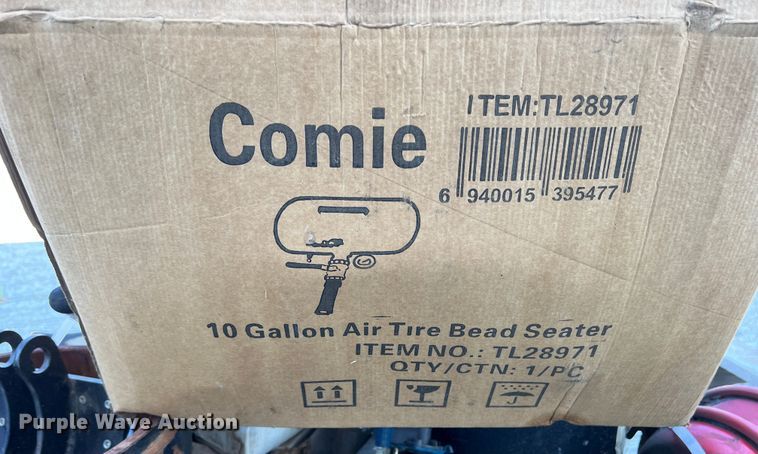 ITEM:TL28971
Comie
6 940015 395477
10 Gallon Air Tire Bead Seater
ITEM NO.: TL28971
QTY/CTN: 1/PC
Purple Wave Auction